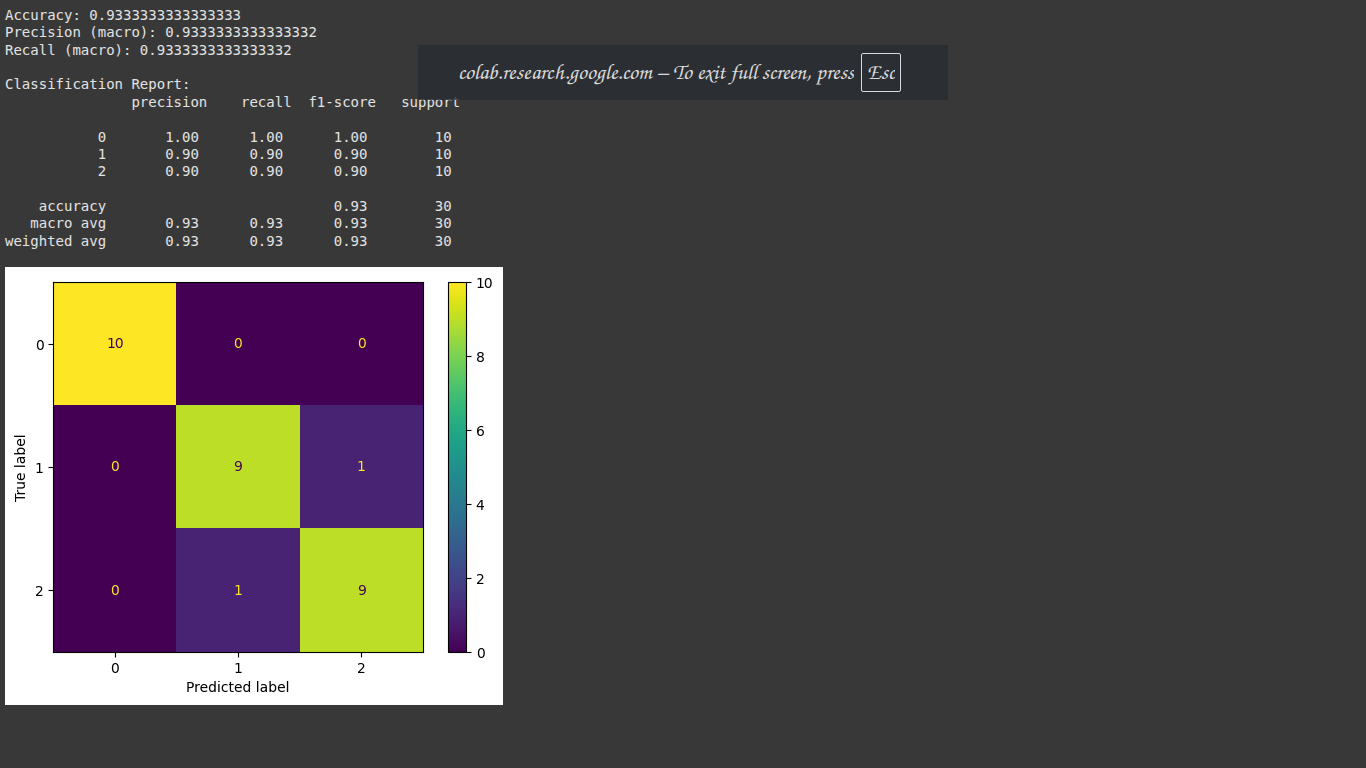 Accuracy: 0.9333333333333333
Precision (macro): 0.9333333333333332
Recall (macro): 0.9333333333333332
colab.research.google.com — To exit full screen, press Esc
Classification Report:
precision recall f1-score support
0 1.00 1.00 1.00 10
1 0.90 0.90 0.90 10
2 0.90 0.90 0.90 10
accuracy 0.93 30
macro avg 0.93 0.93 0.93 30
weighted avg 0.93 0.93 0.93 30
10
0 10 0 0
8
6
True label
1 0 9 1
4
2
2 0 1 9
0
0 1 2
Predicted label